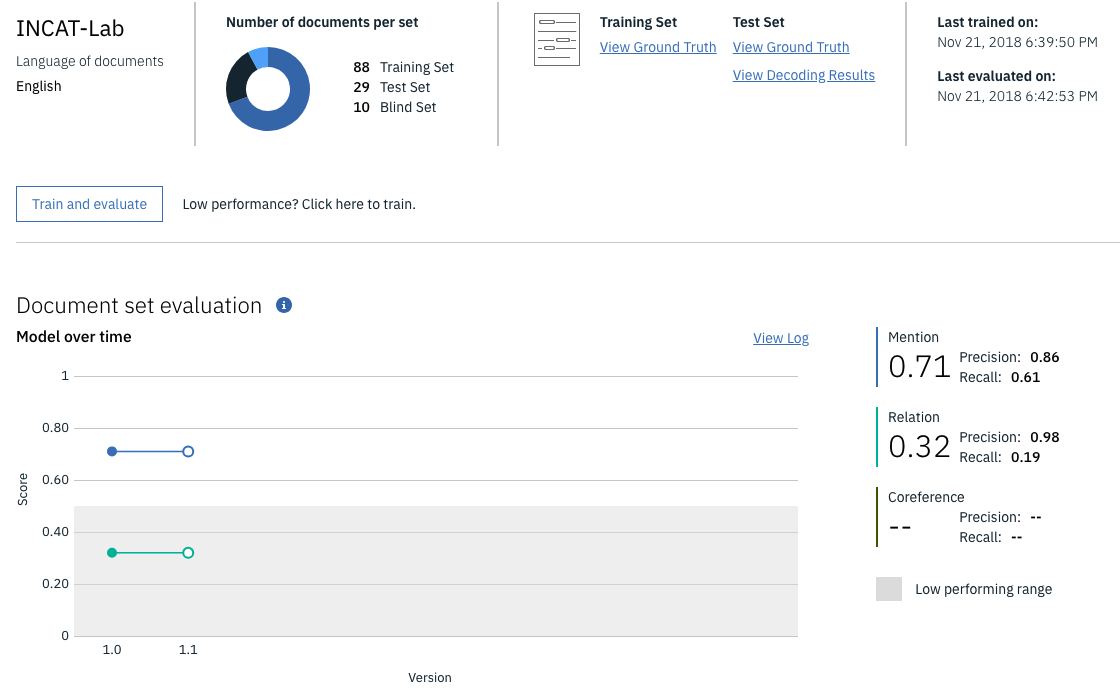 INCAT-Lab
Language of documents
English
Number of documents per set
88 Training Set
29 Test Set
10 Blind Set
Training Set
View Ground Truth
Test Set
View Ground Truth
View Decoding Results
Last trained on:
Nov 21, 2018 6:39:50 PM
Last evaluated on:
Nov 21, 2018 6:42:53 PM
Train and evaluate
Low performance? Click here to train.
Document set evaluation i
Model over time
View Log
1
0.80
0.60
0.40
0.20
0
Score
1.0 1.1
Version
Mention
0.71
Precision: 0.86
Recall: 0.61
Relation
0.32
Precision: 0.98
Recall: 0.19
Coreference
--
Precision: --
Recall: --
Low performing range